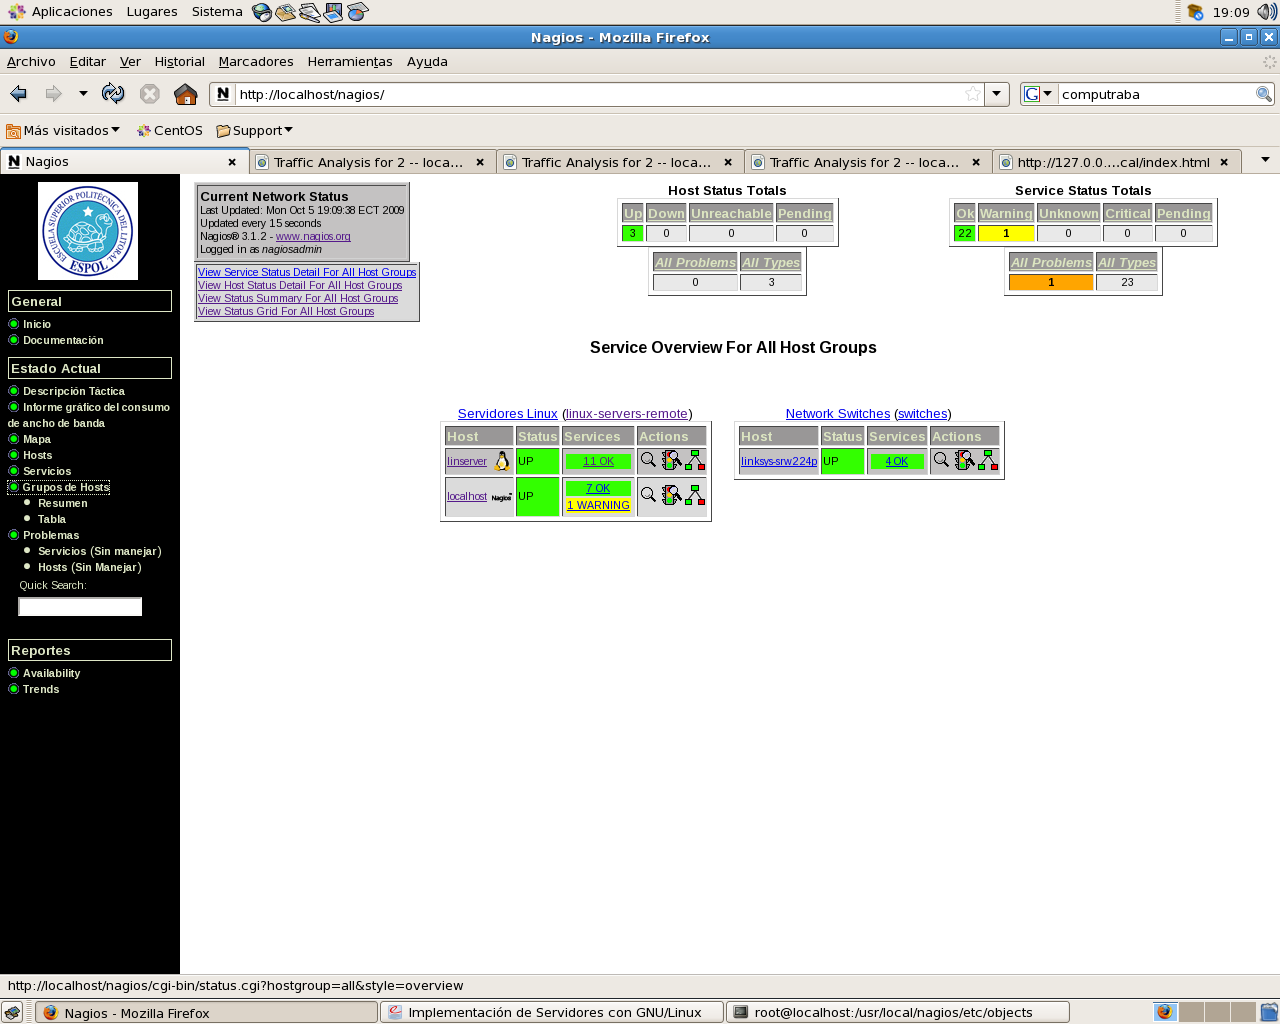 Aplicaciones Lugares Sistema 19:09
Nagios - Mozilla Firefox
Archivo Editar Ver Historial Marcadores Herramientas Ayuda
N http://localhost/nagios/ G computraba
Más visitados CentOS Support
N Nagios Traffic Analysis for 2 -- loca... Traffic Analysis for 2 -- loca... Traffic Analysis for 2 -- loca... http://127.0.0....cal/index.html
ESCUELA SUPERIOR POLITÉCNICA DEL LITORAL
ESPOL
General
Inicio
Documentación
Estado Actual
Descripción Táctica
Informe gráfico del consumo
de ancho de banda
Mapa
Hosts
Servicios
Grupos de Hosts
Resumen
Tabla
Problemas
Servicios (Sin manejar)
Hosts (Sin Manejar)
Quick Search:
Reportes
Availability
Trends
Current Network Status
Last Updated: Mon Oct 5 19:09:38 ECT 2009
Updated every 15 seconds
Nagios® 3.1.2 - www.nagios.org
Logged in as nagiosadmin
View Service Status Detail For All Host Groups
View Host Status Detail For All Host Groups
View Status Summary For All Host Groups
View Status Grid For All Host Groups
Host Status Totals
Up Down Unreachable Pending
3 0 0 0
All Problems All Types
0 3
Service Status Totals
Ok Warning Unknown Critical Pending
22 1 0 0 0
All Problems All Types
1 23
Service Overview For All Host Groups
Servidores Linux (linux-servers-remote)
Host Status Services Actions
linserver UP 11 OK
localhost Nagios UP 7 OK
1 WARNING
Network Switches (switches)
Host Status Services Actions
linksys-srw224p UP 4 OK
http://localhost/nagios/cgi-bin/status.cgi?hostgroup=all&style=overview
Nagios - Mozilla Firefox Implementación de Servidores con GNU/Linux root@localhost:/usr/local/nagios/etc/objects